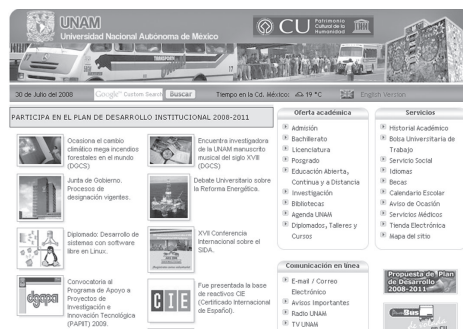 UNAM
Universidad Nacional Autónoma de México
CU Patrimonio Cultural de la Humanidad
TRANSPORTE
17
30 de Julio del 2008
Google™ Custom Search
Buscar
Tiempo en la Cd. México: 19 °C
English Version
PARTICIPA EN EL PLAN DE DESARROLLO INSTITUCIONAL 2008-2011
Ocasiona el cambio
climático mega incendios
forestales en el mundo
(DGCS)
Encuentra investigadora
de la UNAM manuscrito
musical del siglo XVIII
(DGCS)
Junta de Gobierno.
Procesos de
designación vigentes.
Debate Universitario sobre
la Reforma Energética.
Diplomado: Desarrollo de
sistemas con software
libre en Linux.
XVII Conferencia
Internacional sobre el
SIDA.
dgapa
Convocatoria al
Programa de Apoyo a
Proyectos de
Investigación e
Innovación Tecnológica
(PAPIIT) 2009.
CIE
Fue presentada la base
de reactivos CIE
(Certificado Internacional
de Español).
Oferta académica
Admisión
Bachillerato
Licenciatura
Posgrado
Educación Abierta,
Continua y a Distancia
Investigación
Bibliotecas
Agenda UNAM
Diplomados, Talleres y
Cursos
Comunicación en línea
E-mail / Correo
Electrónico
Avisos Importantes
Radio UNAM
TV UNAM
Servicios
Historial Académico
Bolsa Universitaria de
Trabajo
Servicio Social
Idiomas
Becas
Calendario Escolar
Aviso de Ocasión
Servicios Médicos
Tienda Electrónica
Mapa del sitio
Propuesta de Plan
de Desarrollo
2008-2011
Bus